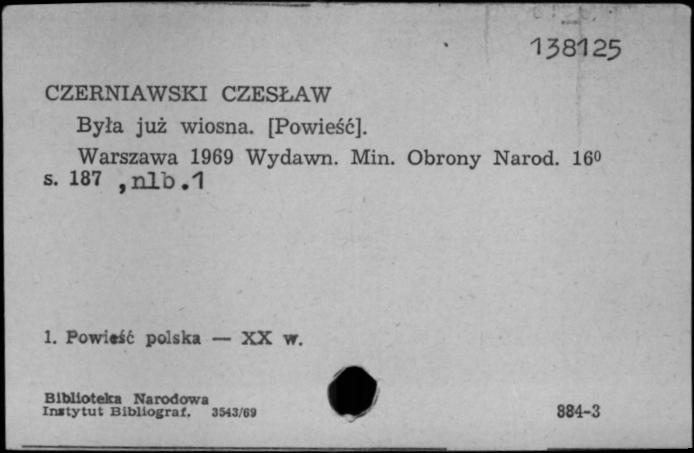 138125
CZERNIAWSKI CZESŁAW
Była już wiosna. [Powieść].
Warszawa 1969 Wydawn. Min. Obrony Narod. 16⁰
s. 187 , nlb.1
1. Powieść polska — XX w.
Biblioteka Narodowa
Instytut Bibliograf. 3543/69
884-3